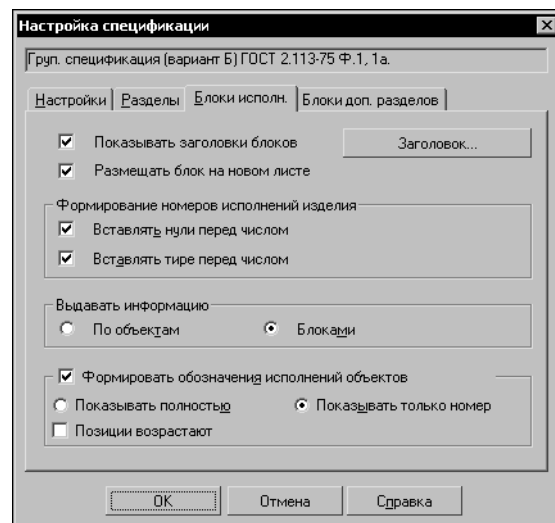 Настройка спецификации
Груп. спецификация (вариант Б) ГОСТ 2.113-75 Ф.1, 1а.
Настройки Разделы Блоки исполн. Блоки доп. разделов
Показывать заголовки блоков Заголовок...
Размещать блок на новом листе
Формирование номеров исполнений изделия
Вставлять нули перед числом
Вставлять тире перед числом
Выдавать информацию
По объектам Блоками
Формировать обозначения исполнений объектов
Показывать полностью Показывать только номер
Позиции возрастают
OK Отмена Справка